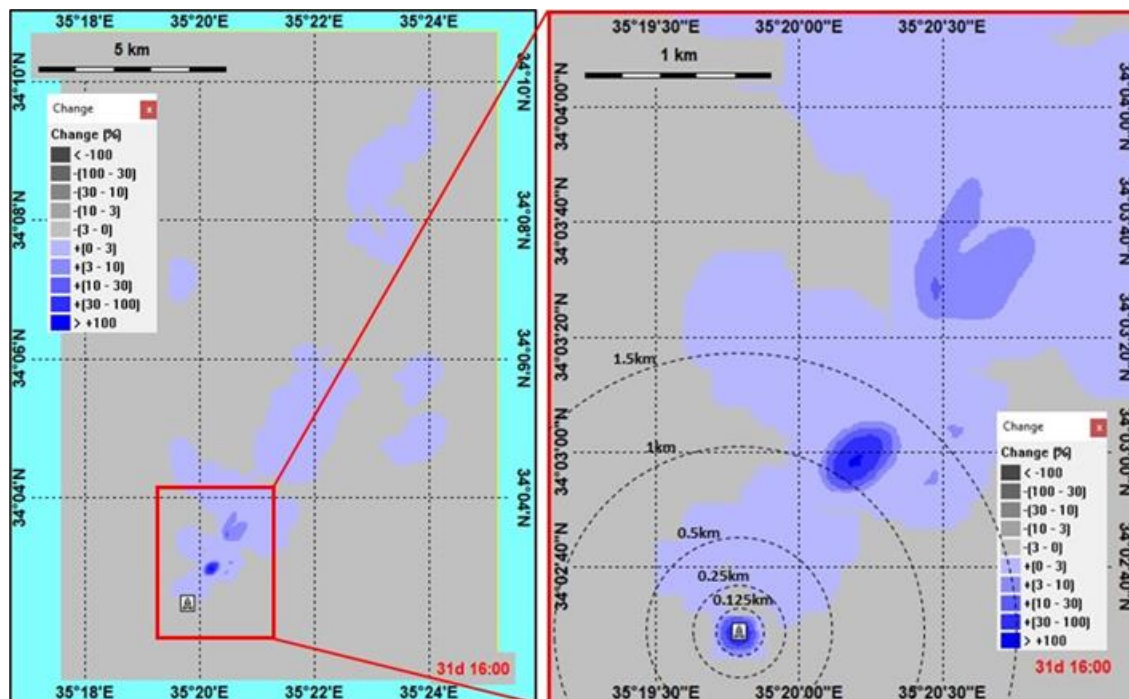 35°18'E 35°20'E 35°22'E 35°24'E
5 km
34°10'N 34°10'N
Change x
Change (%)
< -100
-(100 - 30)
-(30 - 10)
-(10 - 3)
-(3 - 0)
+(0 - 3)
+(3 - 10)
+(10 - 30)
+(30 - 100)
> +100
34°08'N 34°08'N
34°06'N 34°06'N
34°04'N 34°04'N
A
31d 16:00
35°18'E 35°20'E 35°22'E 35°24'E
35°19'30"E 35°20'00"E 35°20'30"E
1 km
34°04'00"N 34°04'00"N
34°03'40"N 34°03'40"N
34°03'20"N 34°03'20"N
1.5km
34°03'00"N 34°03'00"N
1km
0.5km
34°02'40"N 34°02'40"N
0.25km
0.125km
A
Change x
Change (%)
< -100
-(100 - 30)
-(30 - 10)
-(10 - 3)
-(3 - 0)
+(0 - 3)
+(3 - 10)
+(10 - 30)
+(30 - 100)
> +100
31d 16:00
35°19'30"E 35°20'00"E 35°20'30"E